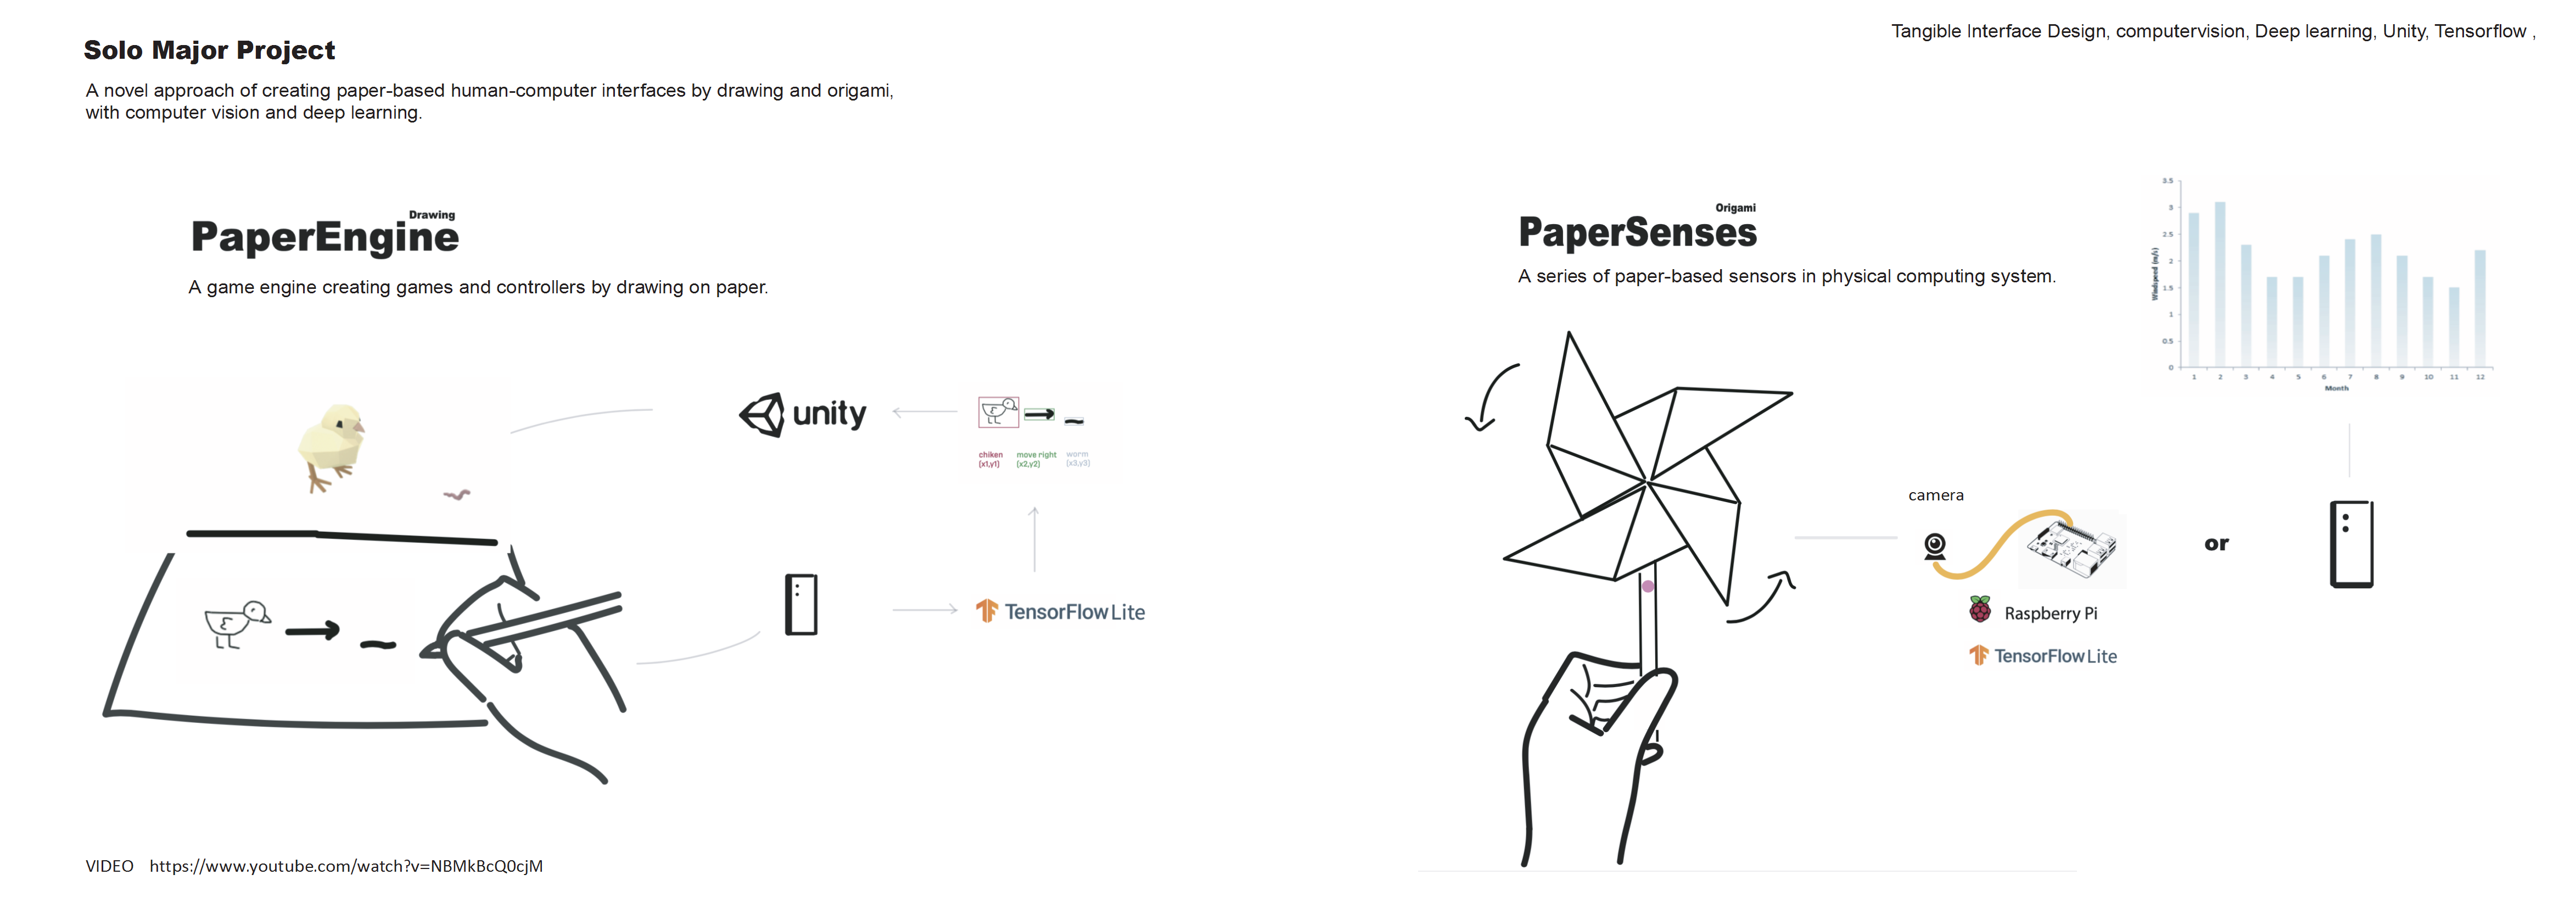 Solo Major Project
A novel approach of creating paper-based human-computer interfaces by drawing and origami,
with computer vision and deep learning.
Tangible Interface Design, computervision, Deep learning, Unity, Tensorflow ,
Drawing
PaperEngine
A game engine creating games and controllers by drawing on paper.
unity
chiken
(x1,y1)
move right
(x2,y2)
worm
(x3,y3)
TensorFlow Lite
VIDEO https://www.youtube.com/watch?v=NBMkBcQ0cjM
Origami
PaperSenses
A series of paper-based sensors in physical computing system.
3.5
3
2.5
2
1.5
1
0.5
0
Windspeed (m/s)
1 2 3 4 5 6 7 8 9 10 11 12
Month
camera
or
Raspberry Pi
TensorFlow Lite